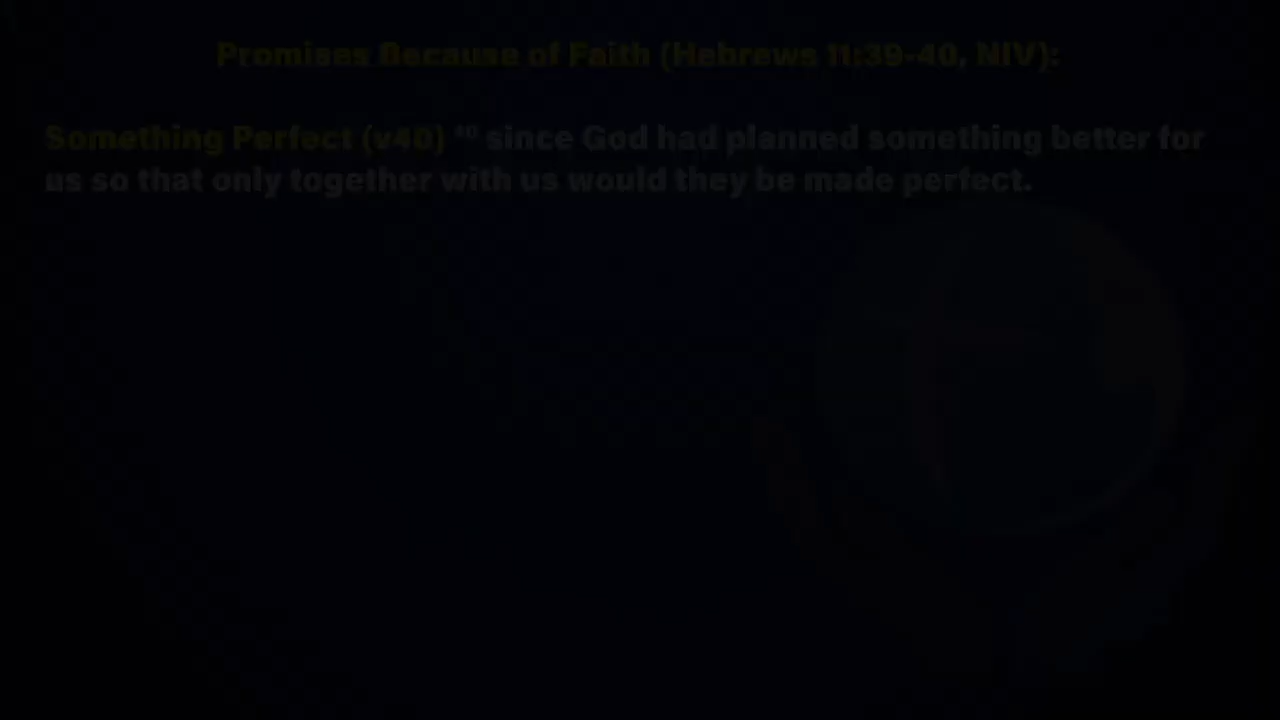 Promises Because of Faith (Hebrews 11:39-40, NIV):
Something Perfect (v40) ⁴⁰ since God had planned something better for
us so that only together with us would they be made perfect.